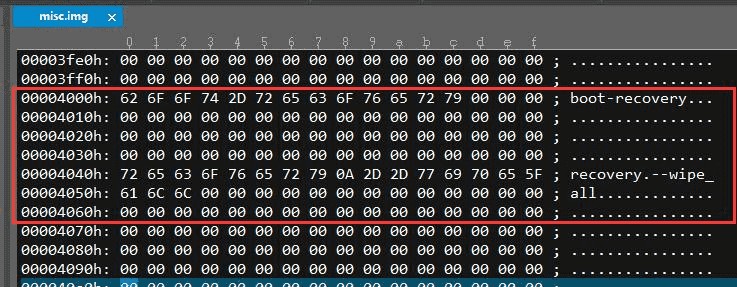 misc.img ×
0 1 2 3 4 5 6 7 8 9 a b c d e f
00003fe0h: 00 00 00 00 00 00 00 00 00 00 00 00 00 00 00 00 ; ................
00003ff0h: 00 00 00 00 00 00 00 00 00 00 00 00 00 00 00 00 ; ................
00004000h: 62 6F 6F 74 2D 72 65 63 6F 76 65 72 79 00 00 00 ; boot-recovery...
00004010h: 00 00 00 00 00 00 00 00 00 00 00 00 00 00 00 00 ; ................
00004020h: 00 00 00 00 00 00 00 00 00 00 00 00 00 00 00 00 ; ................
00004030h: 00 00 00 00 00 00 00 00 00 00 00 00 00 00 00 00 ; ................
00004040h: 72 65 63 6F 76 65 72 79 0A 2D 2D 77 69 70 65 5F ; recovery.--wipe_
00004050h: 61 6C 6C 00 00 00 00 00 00 00 00 00 00 00 00 00 ; all.............
00004060h: 00 00 00 00 00 00 00 00 00 00 00 00 00 00 00 00 ; ................
00004070h: 00 00 00 00 00 00 00 00 00 00 00 00 00 00 00 00 ; ................
00004080h: 00 00 00 00 00 00 00 00 00 00 00 00 00 00 00 00 ; ................
00004090h: 00 00 00 00 00 00 00 00 00 00 00 00 00 00 00 00 ; ................